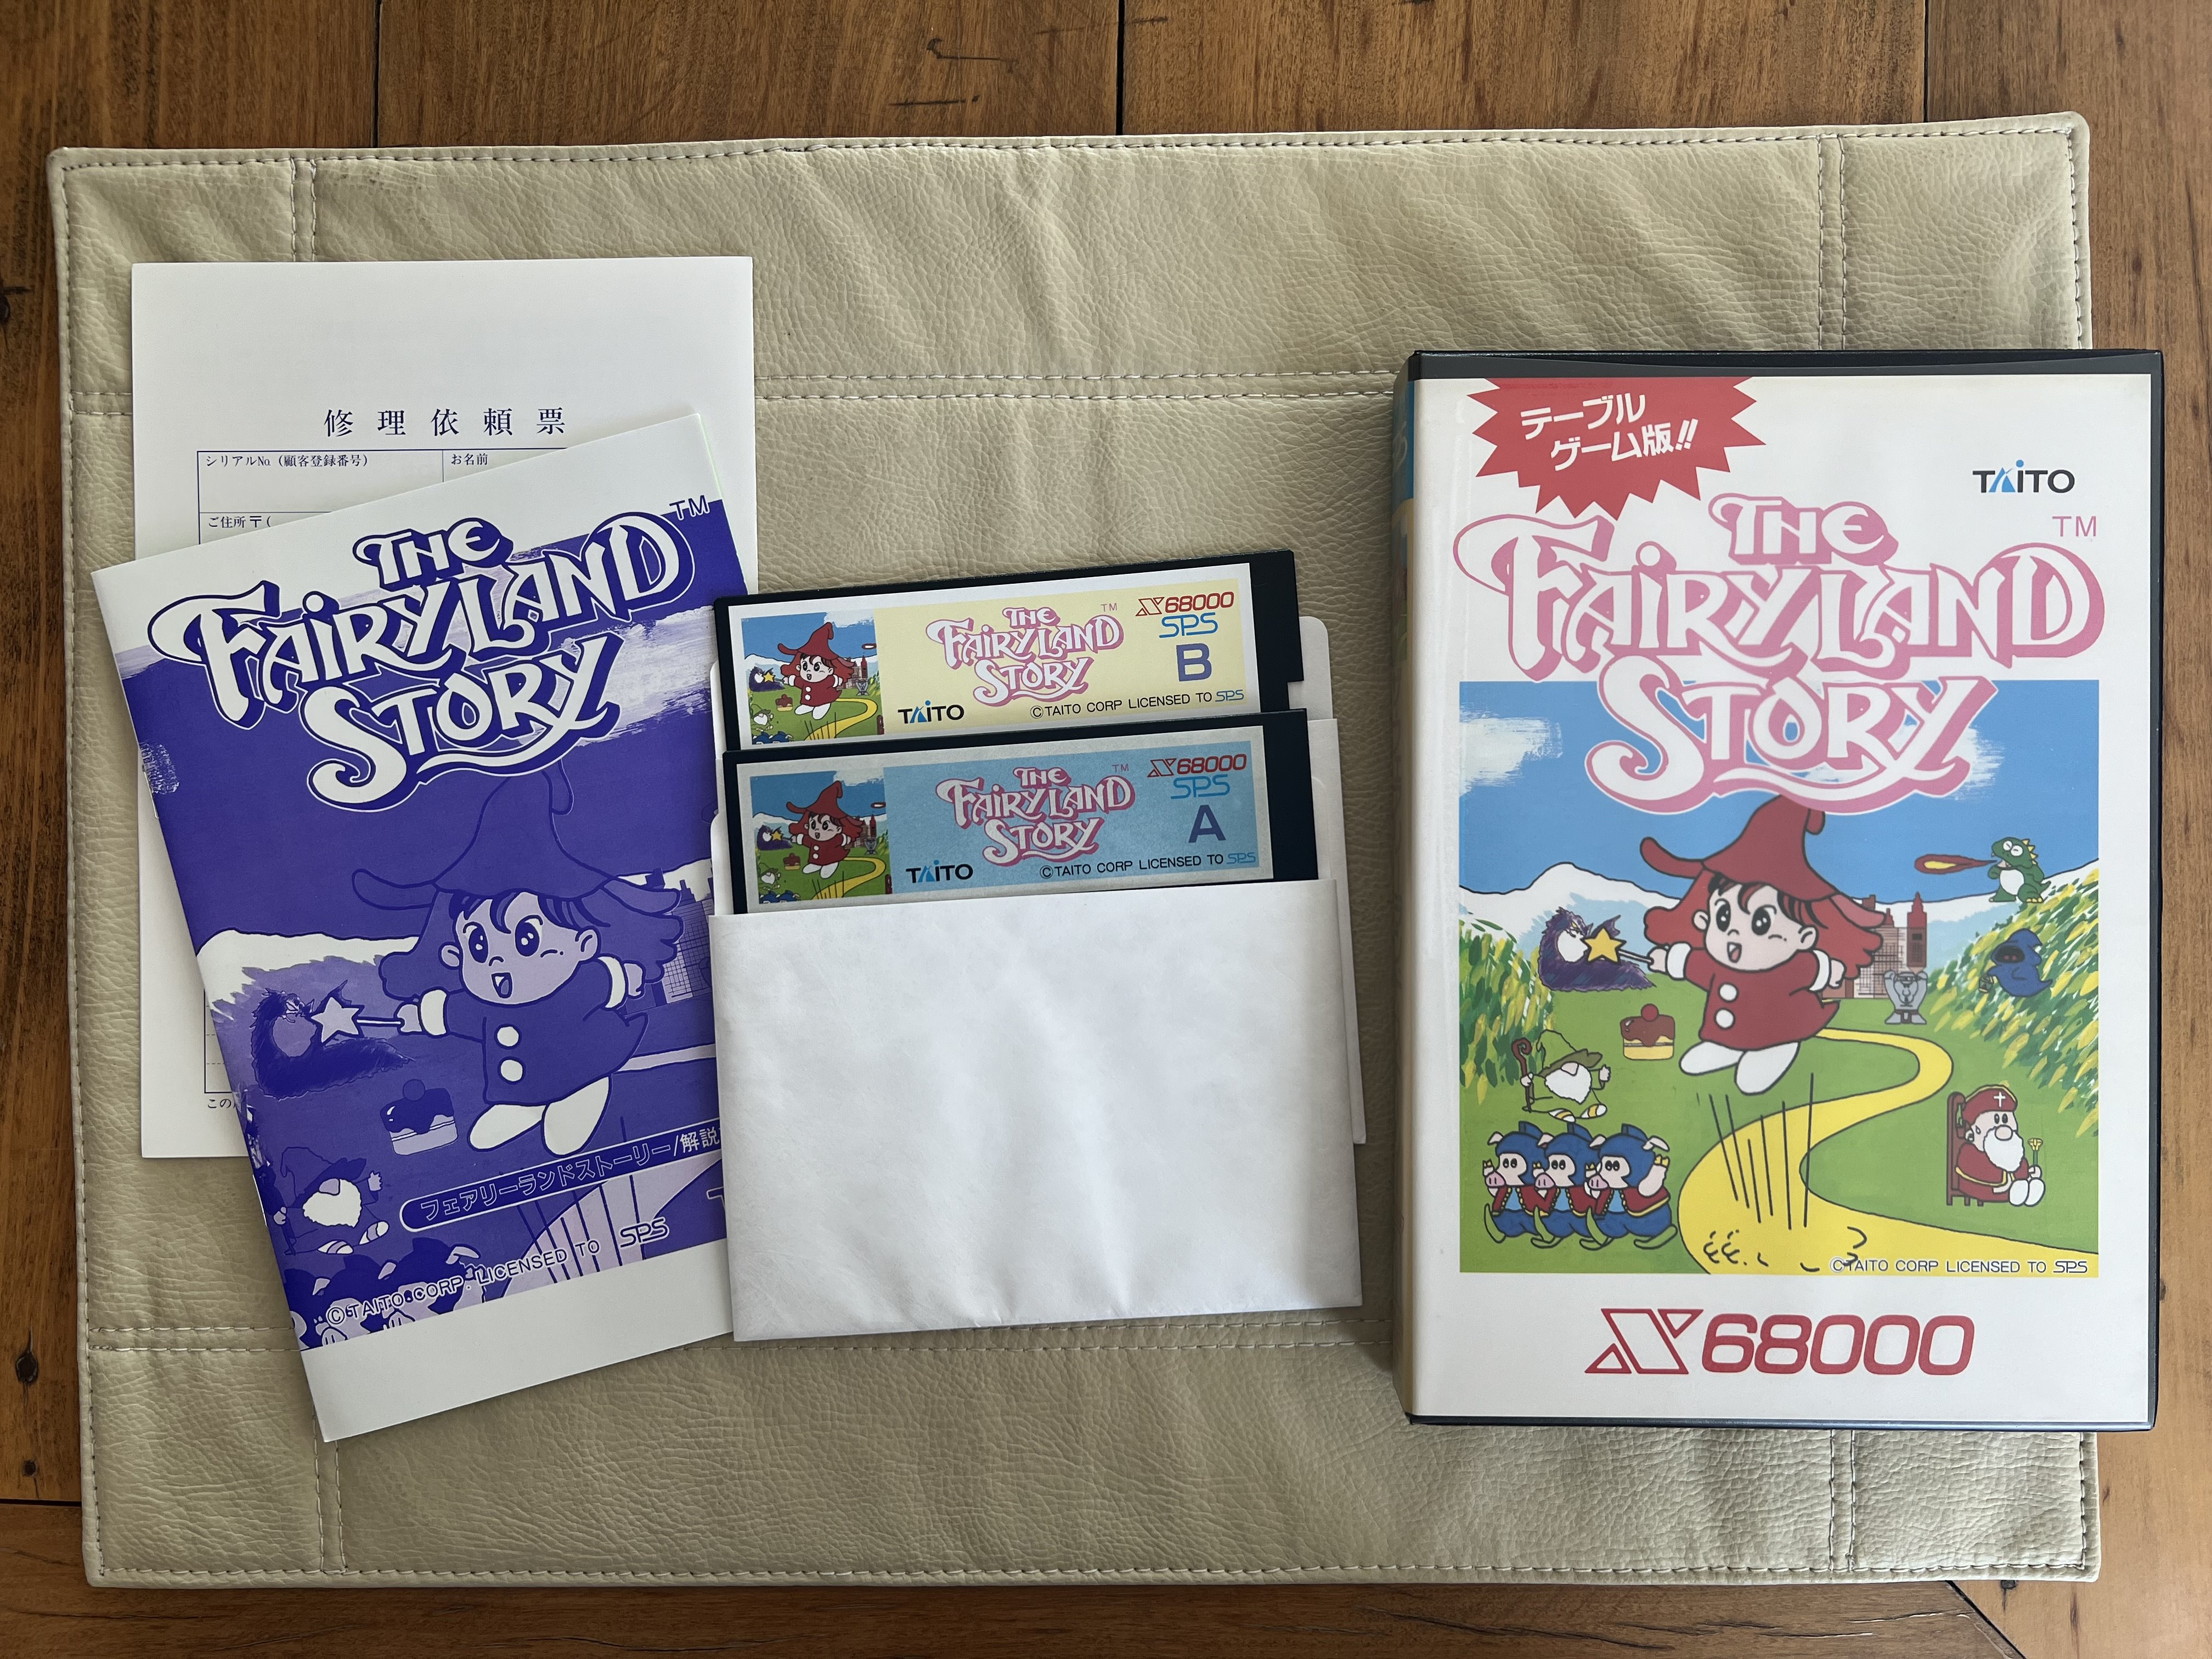 修理依頼票
シリアルNo.(顧客登録番号)
お名前
ご住所 〒(
THE
FAIRYLAND
STORY
TM
フェアリーランドストーリー/解説
©TAITO CORP. LICENSED TO SPS
THE
FAIRYLAND
STORY
TM
X68000
SPS
B
TAITO
©TAITO CORP LICENSED TO SPS
THE
FAIRYLAND
STORY
TM
X68000
SPS
A
TAITO
©TAITO CORP LICENSED TO SPS
テーブル
ゲーム版!!
TAITO
THE
FAIRYLAND
STORY
TM
©TAITO CORP LICENSED TO SPS
X68000